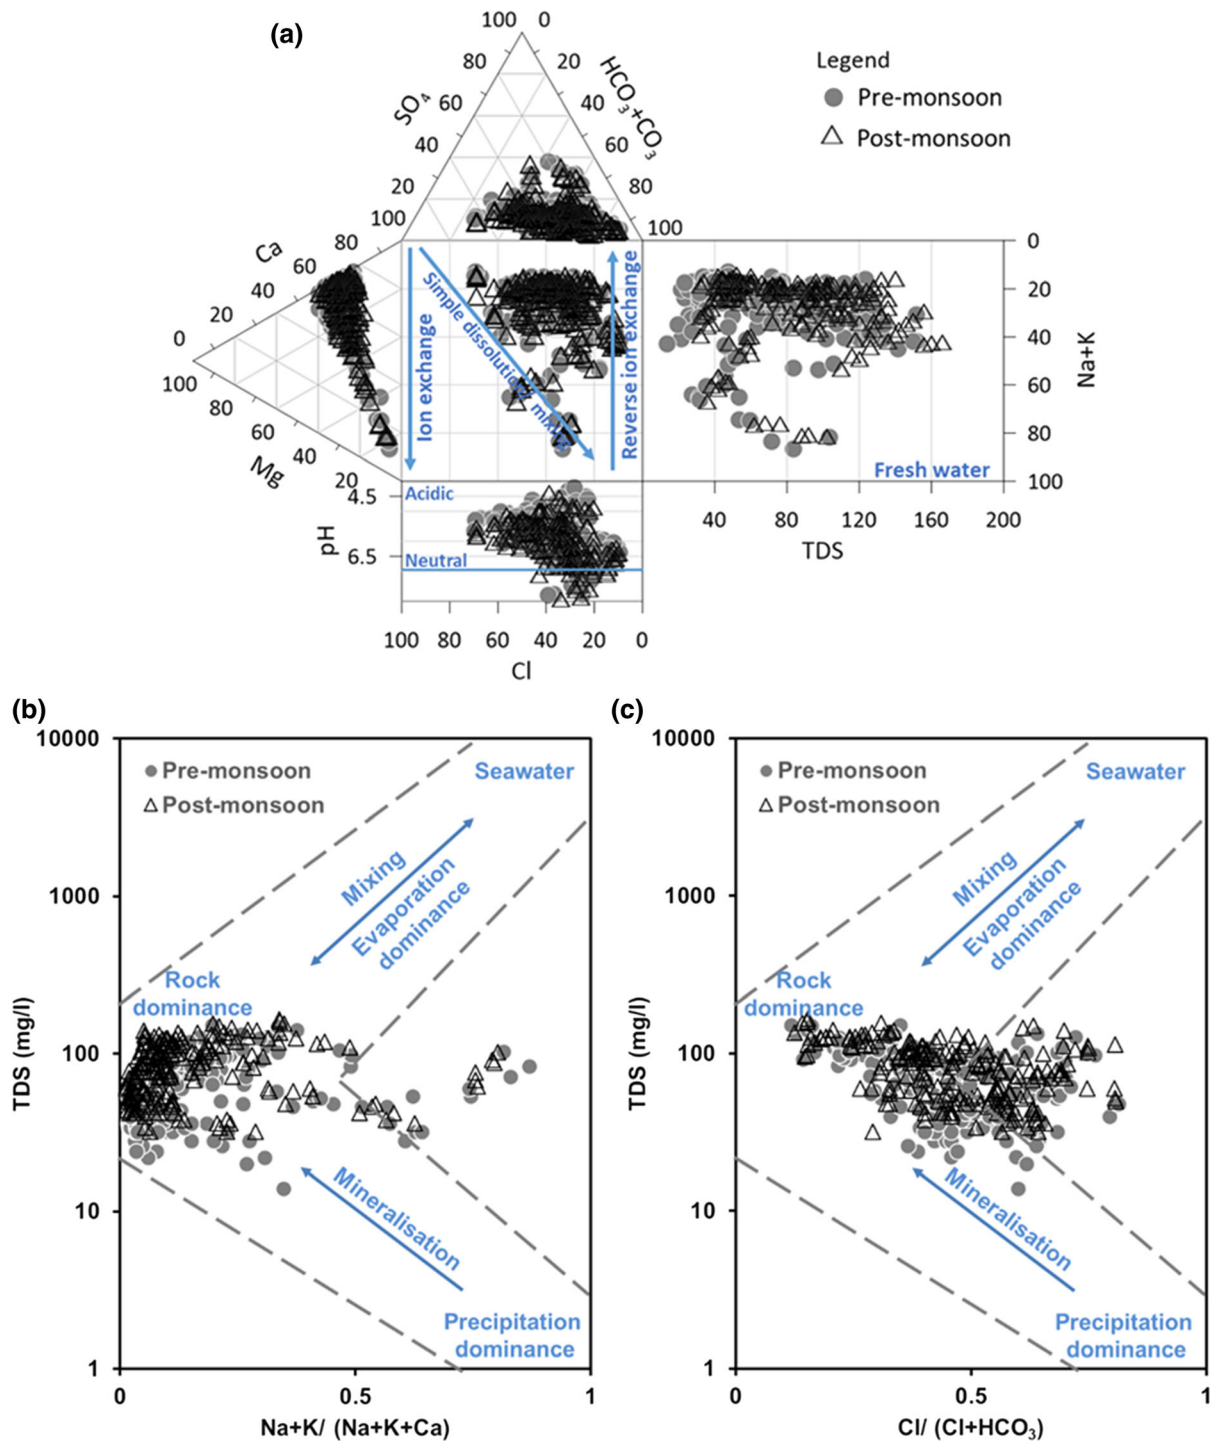 (a)
100 0
80 20
60 40
40 60
20 80
100 100
SO₄
HCO₃+CO₃
Legend
Pre-monsoon
Post-monsoon
Ca
80
60
40
20
0
100
80
60
40
20
Mg
Ion exchange
Simple dissolution/ mixing
Reverse ion exchange
0
20
40
60
80
100
Na+K
Fresh water
40 80 120 160 200
TDS
4.5
6.5
pH
Acidic
Neutral
100 80 60 40 20 0
Cl
(b)
10000
1000
100
10
1
TDS (mg/l)
Pre-monsoon
Post-monsoon
Seawater
Mixing
Evaporation
dominance
Rock
dominance
Mineralisation
Precipitation
dominance
0 0.5 1
Na+K/ (Na+K+Ca)
(c)
10000
1000
100
10
1
TDS (mg/l)
Pre-monsoon
Post-monsoon
Seawater
Mixing
Evaporation
dominance
Rock
dominance
Mineralisation
Precipitation
dominance
0 0.5 1
Cl/ (Cl+HCO₃)